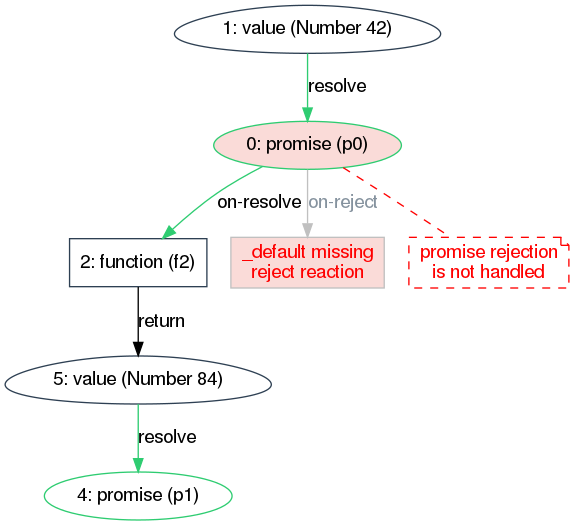 1: value (Number 42)
resolve
0: promise (p0)
on-resolve
on-reject
2: function (f2)
_default missing
reject reaction
promise rejection
is not handled
return
5: value (Number 84)
resolve
4: promise (p1)